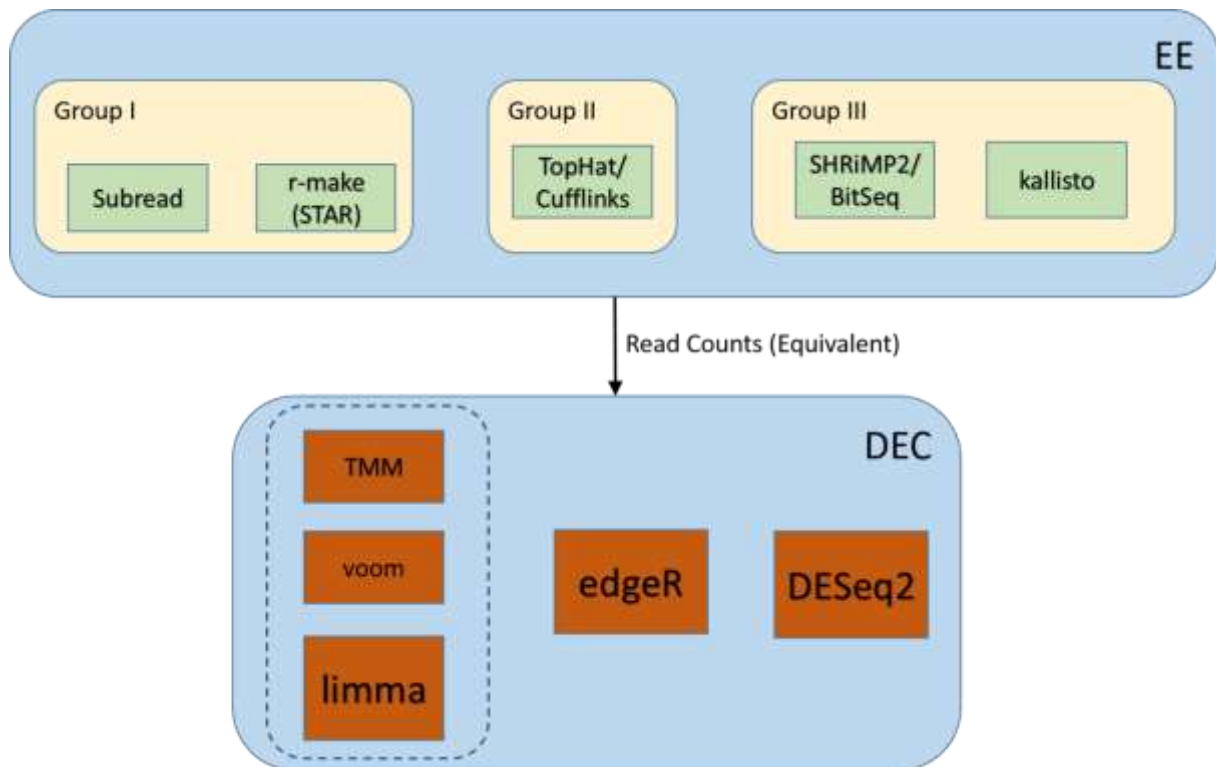 EE
Group I
Subread
r-make
(STAR)
Group II
TopHat/
Cufflinks
Group III
SHRiMP2/
BitSeq
kallisto
Read Counts (Equivalent)
DEC
TMM
voom
limma
edgeR
DESeq2